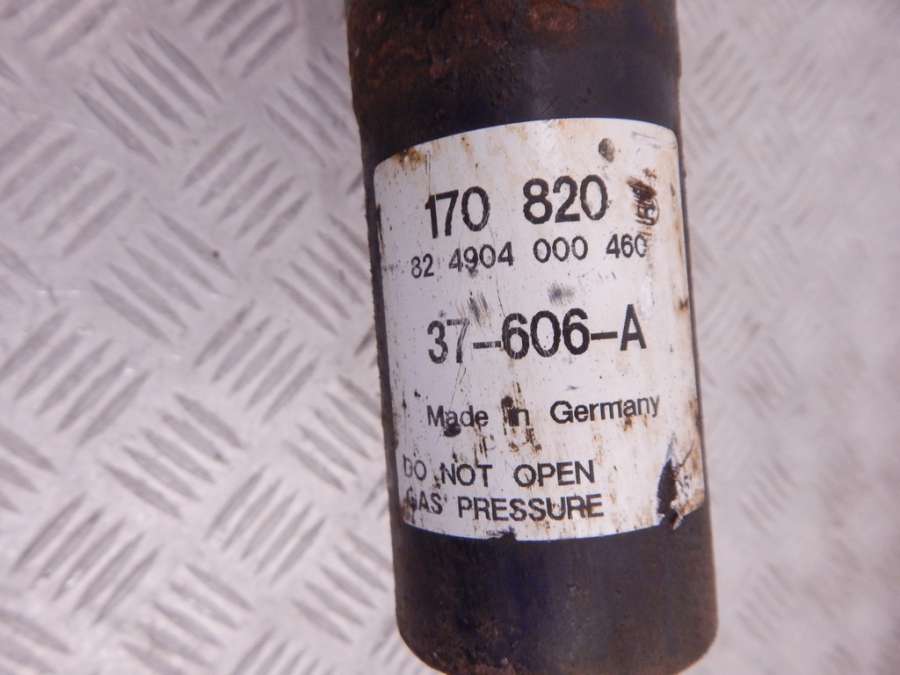 170 820
82 4904 000 460
37-606-A
Made in Germany
DO NOT OPEN
GAS PRESSURE